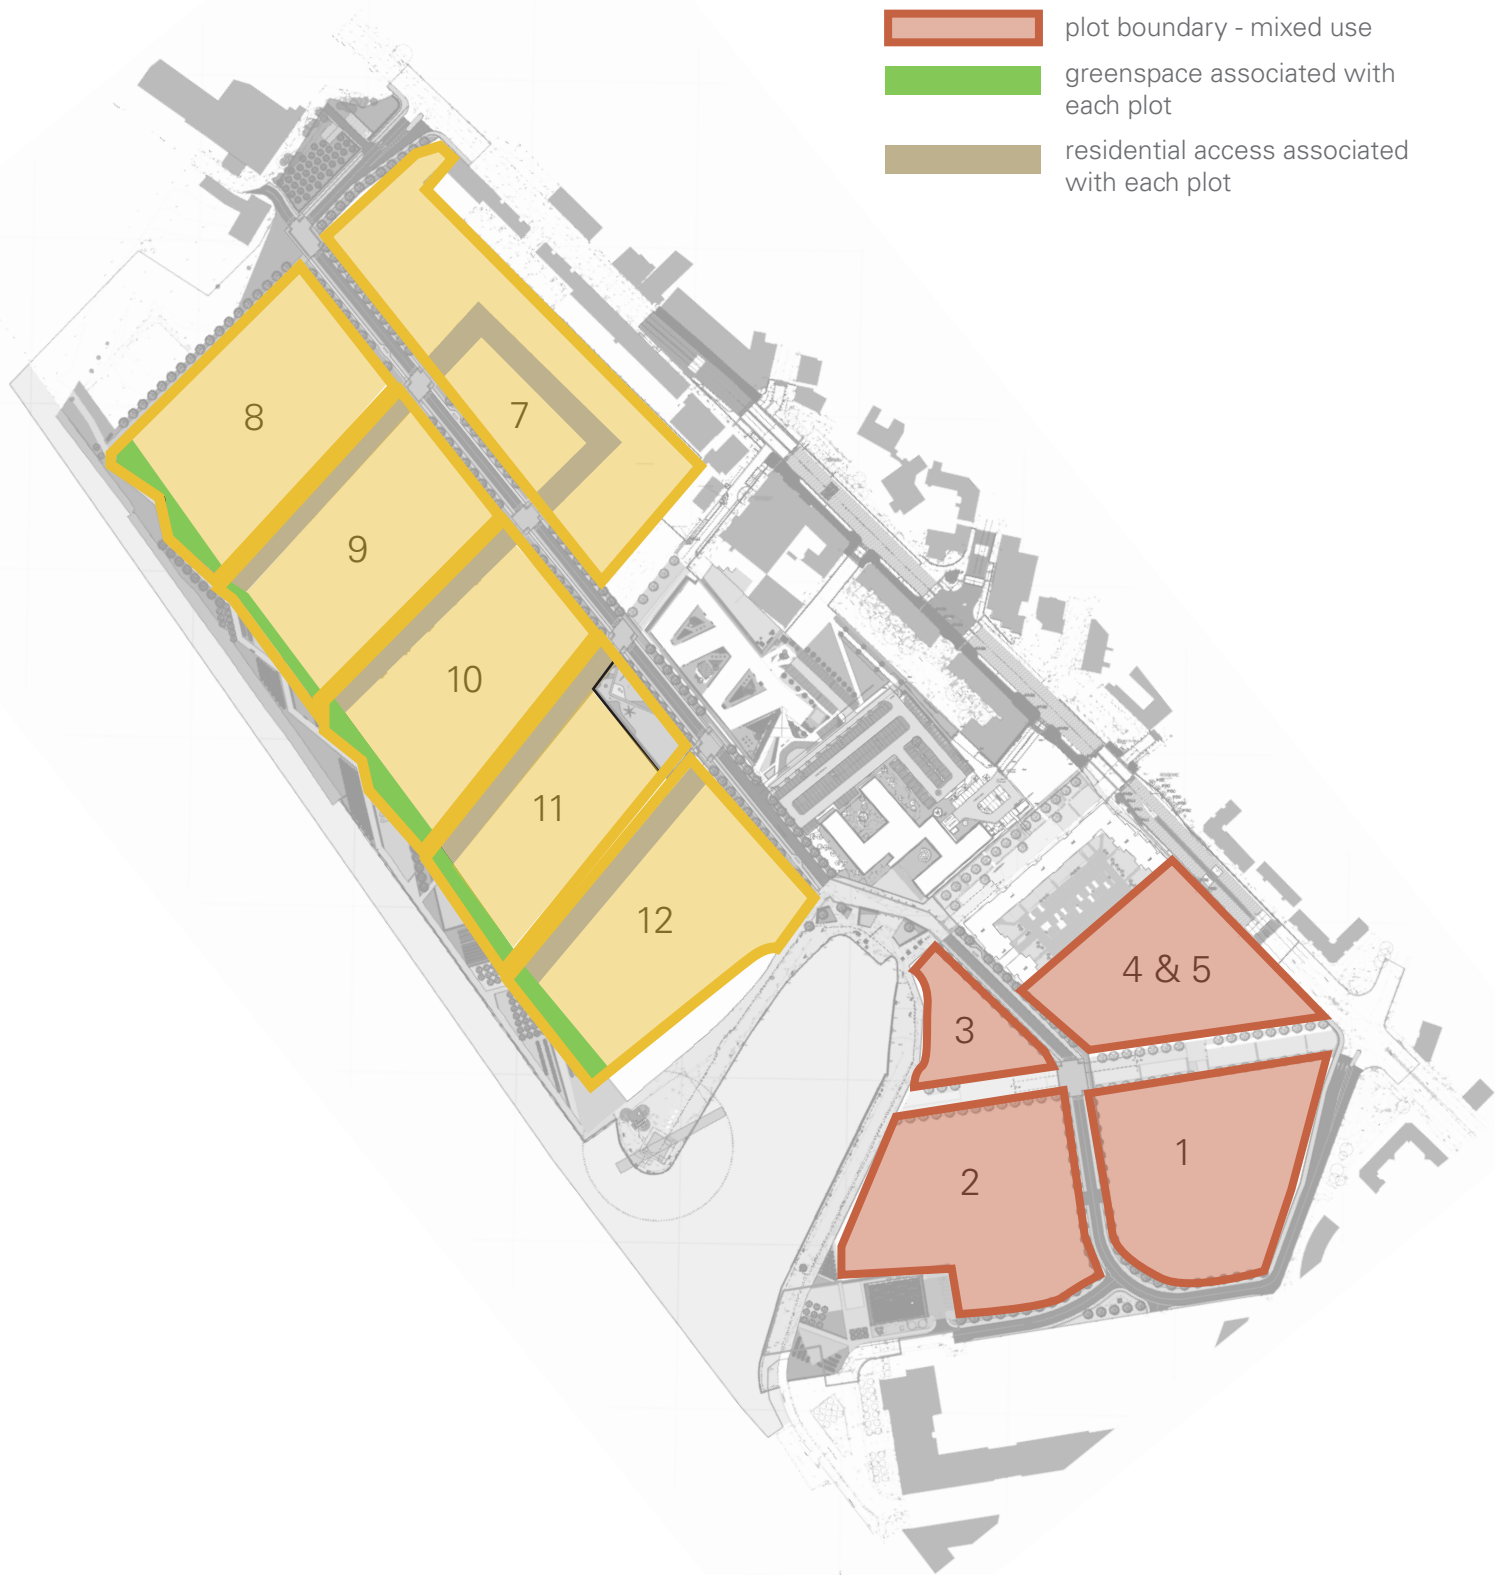 plot boundary - mixed use
greenspace associated with
each plot
residential access associated
with each plot
7
8
9
10
11
12
4 & 5
3
1
2